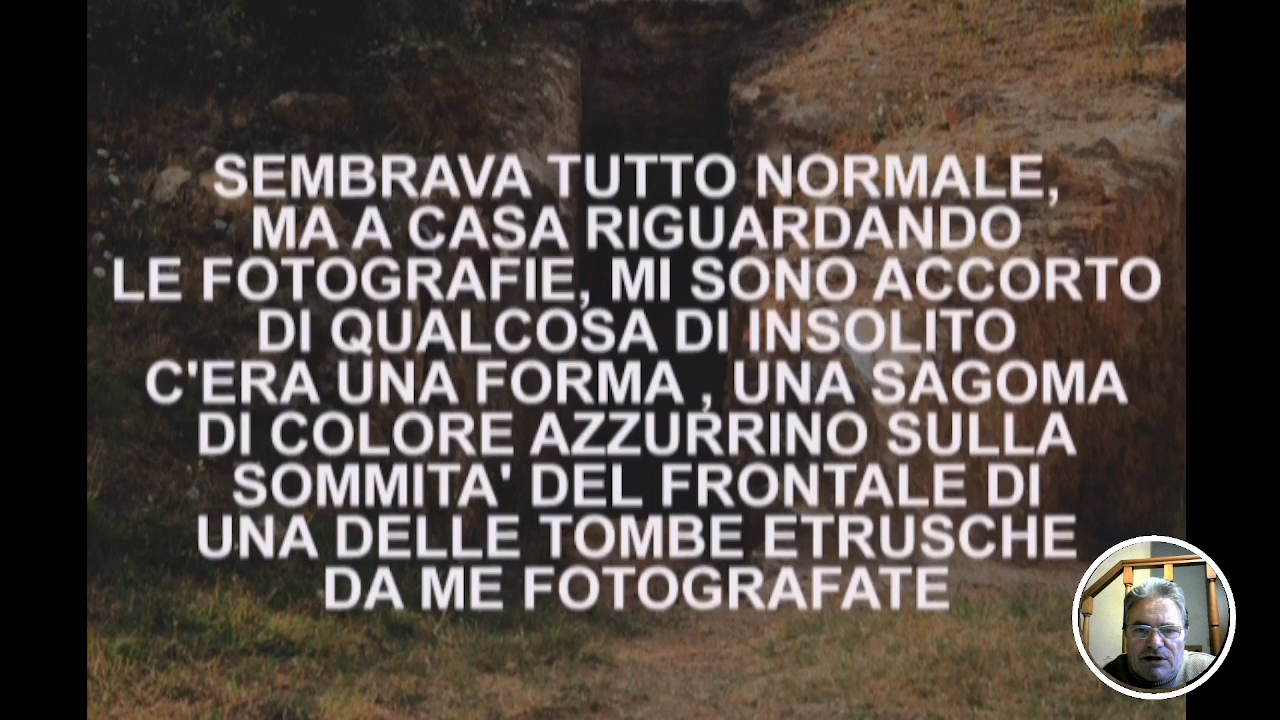 SEMBRAVA TUTTO NORMALE,
MA A CASA RIGUARDANDO
LE FOTOGRAFIE, MI SONO ACCORTO
DI QUALCOSA DI INSOLITO
C'ERA UNA FORMA , UNA SAGOMA
DI COLORE AZZURRINO SULLA
SOMMITA' DEL FRONTALE DI
UNA DELLE TOMBE ETRUSCHE
DA ME FOTOGRAFATE